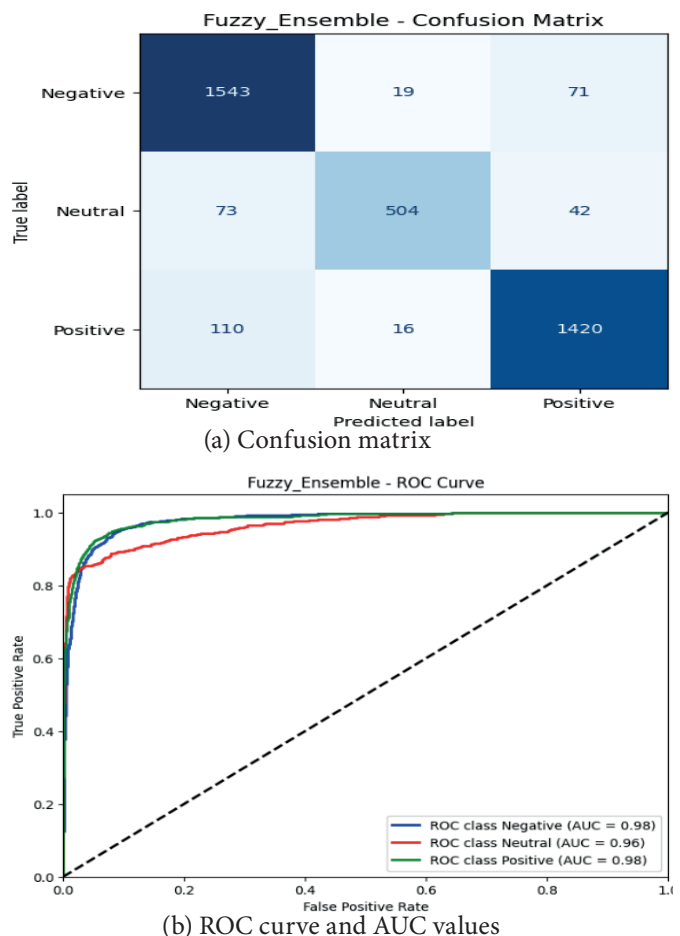 Fuzzy_Ensemble - Confusion Matrix
True label
Negative
1543 19 71
Neutral
73 504 42
Positive
110 16 1420
Negative Neutral Positive
Predicted label
(a) Confusion matrix
Fuzzy_Ensemble - ROC Curve
True Positive Rate
1.0
0.8
0.6
0.4
0.2
0.0
ROC class Negative (AUC = 0.98)
ROC class Neutral (AUC = 0.96)
ROC class Positive (AUC = 0.98)
0.0 0.2 0.4 0.6 0.8 1.0
False Positive Rate
(b) ROC curve and AUC values